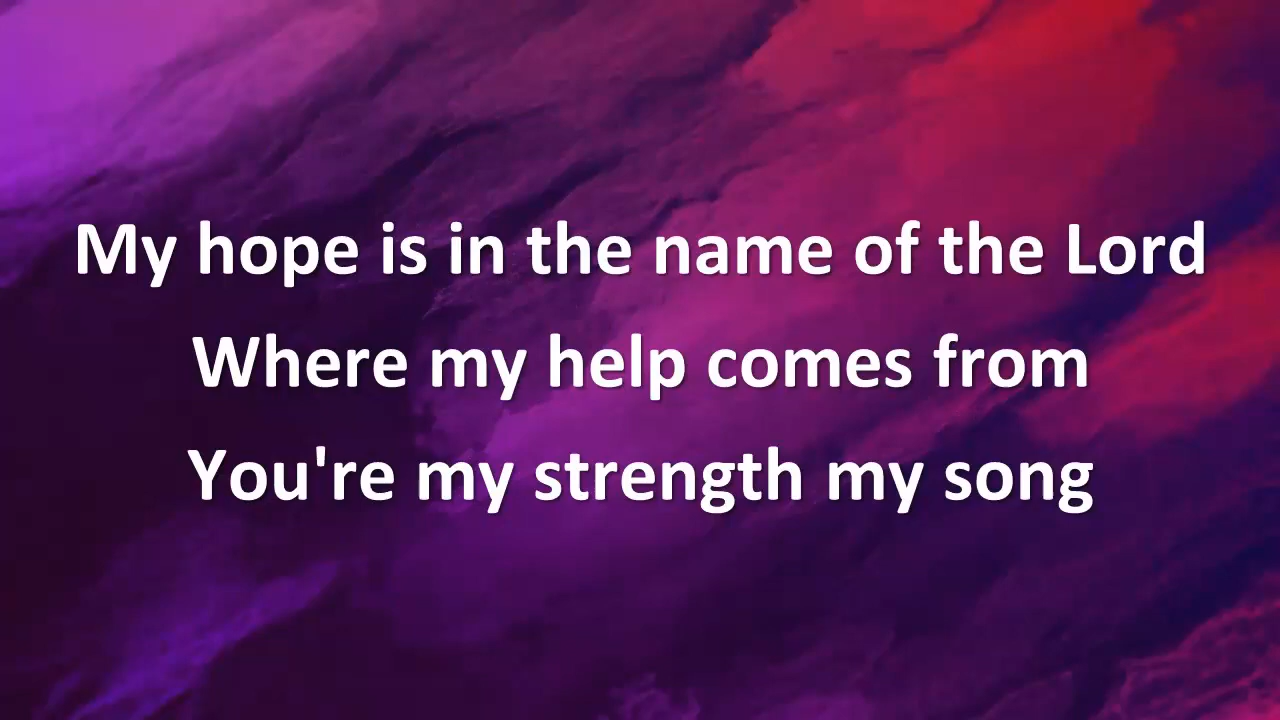 My hope is in the name of the Lord
Where my help comes from
You're my strength my song